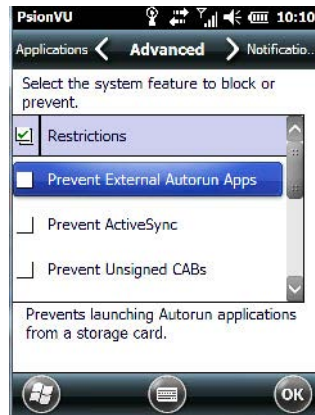 PsionVU 10:10
Applications Advanced Notificatio..
Select the system feature to block or
prevent.
Restrictions
Prevent External Autorun Apps
Prevent ActiveSync
Prevent Unsigned CABs
Prevents launching Autorun applications
from a storage card.
OK